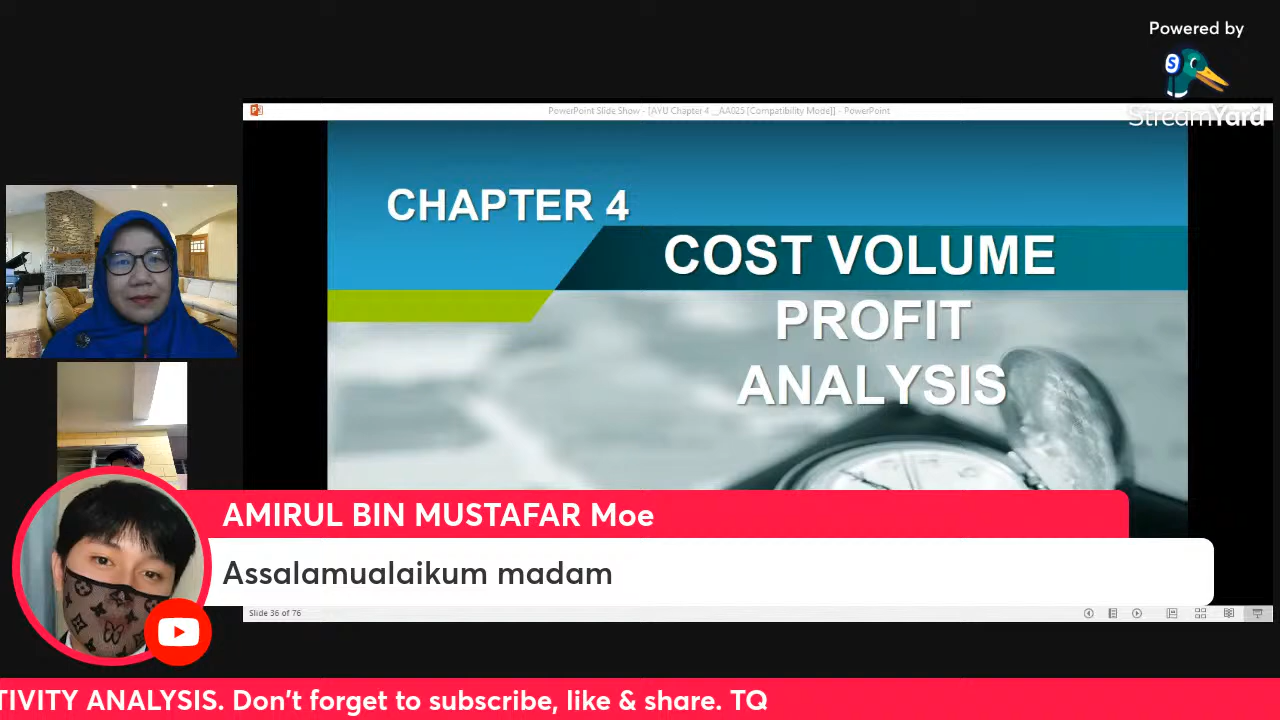 Powered by
S
StreamYard
PowerPoint Slide Show - [AYU Chapter 4 _AA025 [Compatibility Mode]] - PowerPoint
CHAPTER 4
COST VOLUME
PROFIT
ANALYSIS
AMIRUL BIN MUSTAFAR Moe
Assalamualaikum madam
Slide 36 of 76
TIVITY ANALYSIS. Don't forget to subscribe, like & share. TQ